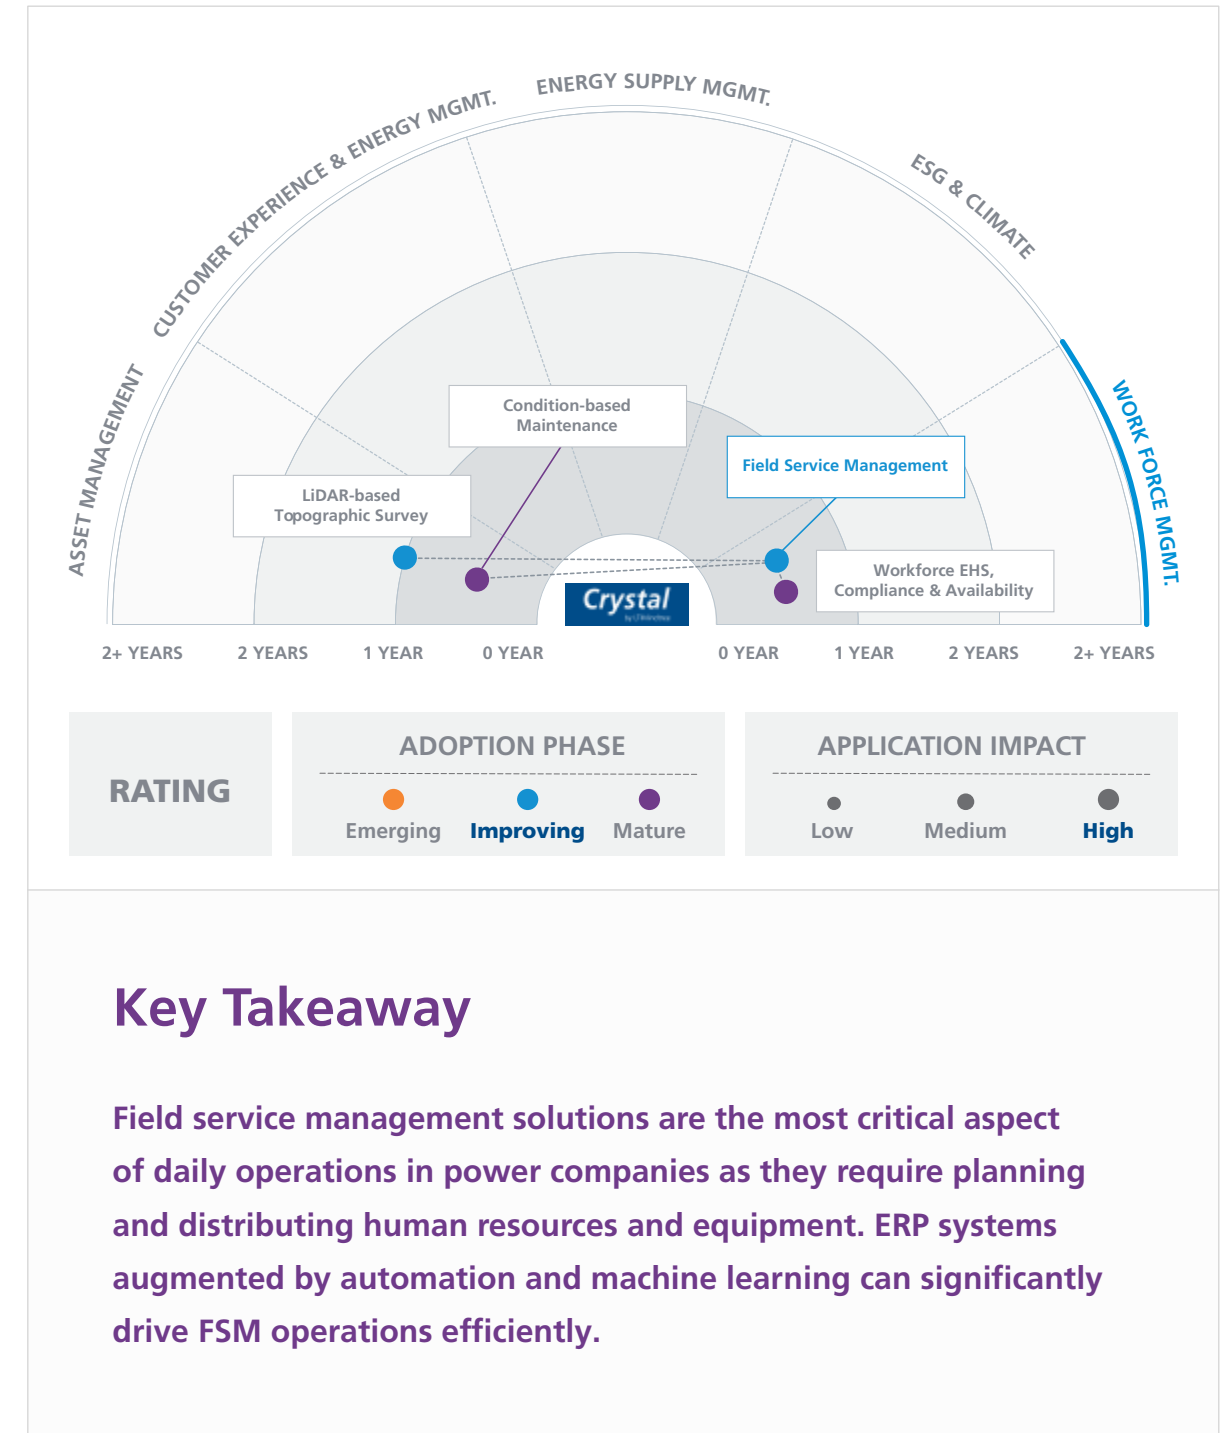 ENERGY SUPPLY MGMT.
CUSTOMER EXPERIENCE & ENERGY MGMT.
ESG & CLIMATE
ASSET MANAGEMENT
WORK FORCE MGMT.
Condition-based
Maintenance
Field Service Management
LiDAR-based
Topographic Survey
Workforce EHS,
Compliance & Availability
Crystal
2+ YEARS 2 YEARS 1 YEAR 0 YEAR 0 YEAR 1 YEAR 2 YEARS 2+ YEARS
RATING
ADOPTION PHASE
Emerging Improving Mature
APPLICATION IMPACT
Low Medium High
Key Takeaway
Field service management solutions are the most critical aspect
of daily operations in power companies as they require planning
and distributing human resources and equipment. ERP systems
augmented by automation and machine learning can significantly
drive FSM operations efficiently.